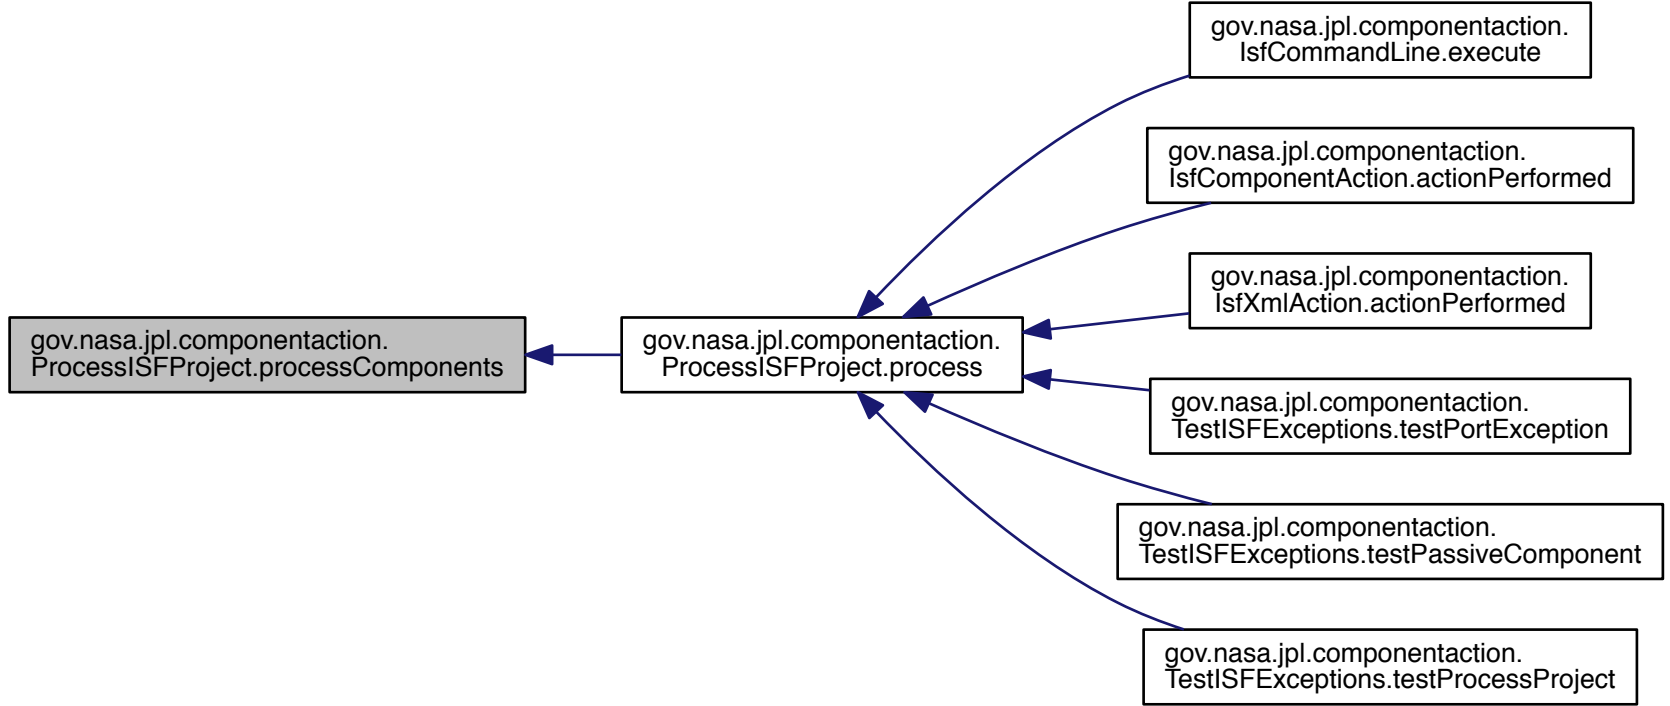 gov.nasa.jpl.componentaction.
IsfCommandLine.execute
gov.nasa.jpl.componentaction.
IsfComponentAction.actionPerformed
gov.nasa.jpl.componentaction.
IsfXmlAction.actionPerformed
gov.nasa.jpl.componentaction.
ProcessISFProject.processComponents
gov.nasa.jpl.componentaction.
ProcessISFProject.process
gov.nasa.jpl.componentaction.
TestISFExceptions.testPortException
gov.nasa.jpl.componentaction.
TestISFExceptions.testPassiveComponent
gov.nasa.jpl.componentaction.
TestISFExceptions.testProcessProject